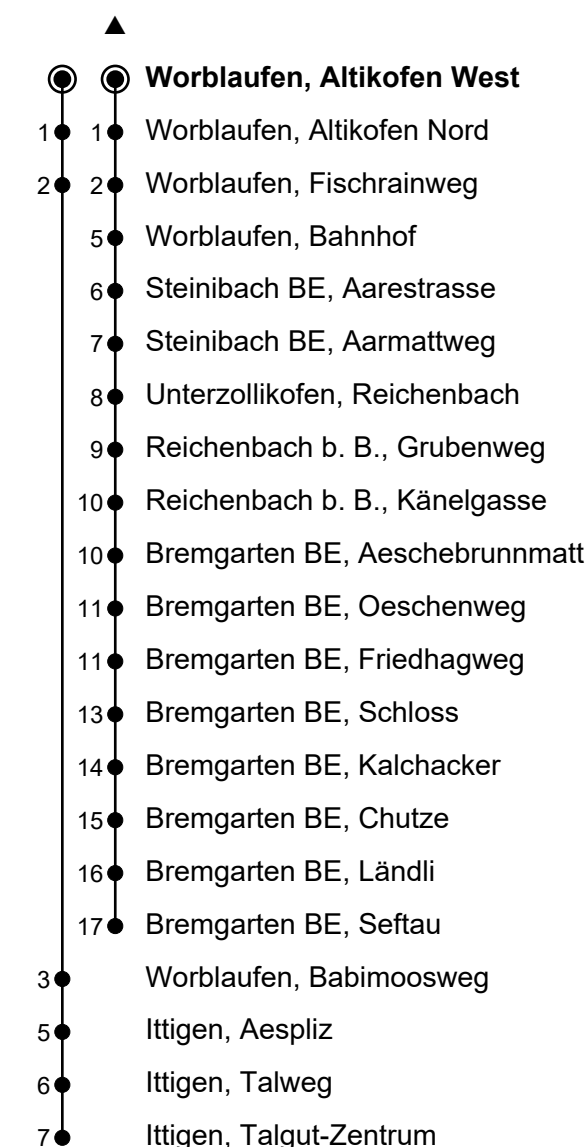 Worblaufen, Altikofen West
1 1 Worblaufen, Altikofen Nord
2 2 Worblaufen, Fischrainweg
5 Worblaufen, Bahnhof
6 Steinibach BE, Aarestrasse
7 Steinibach BE, Aarmattweg
8 Unterzollikofen, Reichenbach
9 Reichenbach b. B., Grubenweg
10 Reichenbach b. B., Känelgasse
10 Bremgarten BE, Aeschebrunnmatt
11 Bremgarten BE, Oeschenweg
11 Bremgarten BE, Friedhagweg
13 Bremgarten BE, Schloss
14 Bremgarten BE, Kalchacker
15 Bremgarten BE, Chutze
16 Bremgarten BE, Ländli
17 Bremgarten BE, Seftau
3 Worblaufen, Babimoosweg
5 Ittigen, Aespliz
6 Ittigen, Talweg
7 Ittigen, Talgut-Zentrum